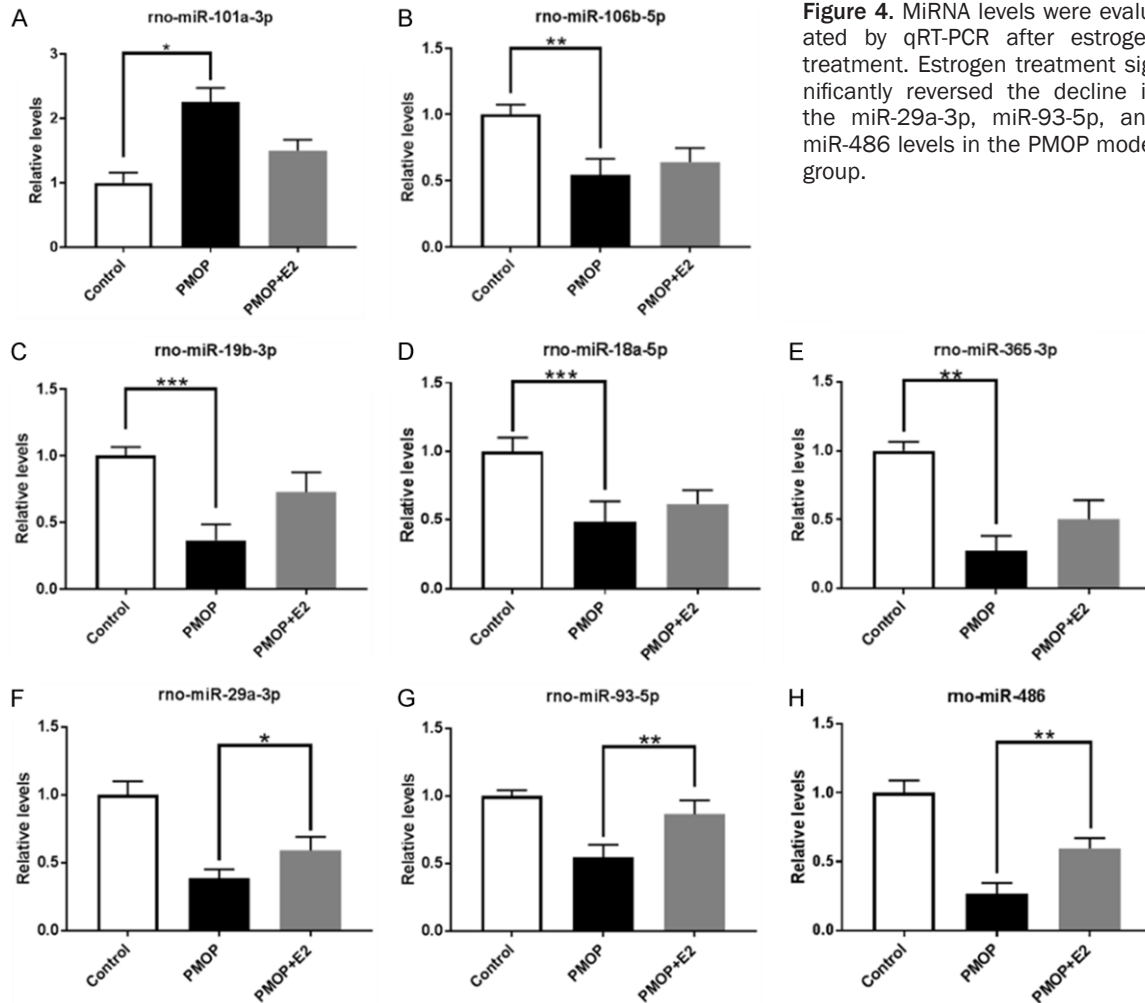 A
rno-miR-101a-3p
*
3
2
1
0
Relative levels
Control
PMOP
PMOP+E2
B
rno-miR-106b-5p
**
1.5
1.0
0.5
0.0
Relative levels
Control
PMOP
PMOP+E2
Figure 4. MiRNA levels were evalu-
ated by qRT-PCR after estroge
treatment. Estrogen treatment sig
nificantly reversed the decline i
the miR-29a-3p, miR-93-5p, an
miR-486 levels in the PMOP mode
group.
C
rno-miR-19b-3p
***
1.5
1.0
0.5
0.0
Relative levels
Control
PMOP
PMOP+E2
D
rno-miR-18a-5p
***
1.5
1.0
0.5
0.0
Relative levels
Control
PMOP
PMOP+E2
E
rno-miR-365-3p
**
1.5
1.0
0.5
0.0
Relative levels
Control
PMOP
PMOP+E2
F
rno-miR-29a-3p
*
1.5
1.0
0.5
0.0
Relative levels
Control
PMOP
PMOP+E2
G
rno-miR-93-5p
**
1.5
1.0
0.5
0.0
Relative levels
Control
PMOP
PMOP+E2
H
rno-miR-486
**
1.5
1.0
0.5
0.0
Relative levels
Control
PMOP
PMOP+E2